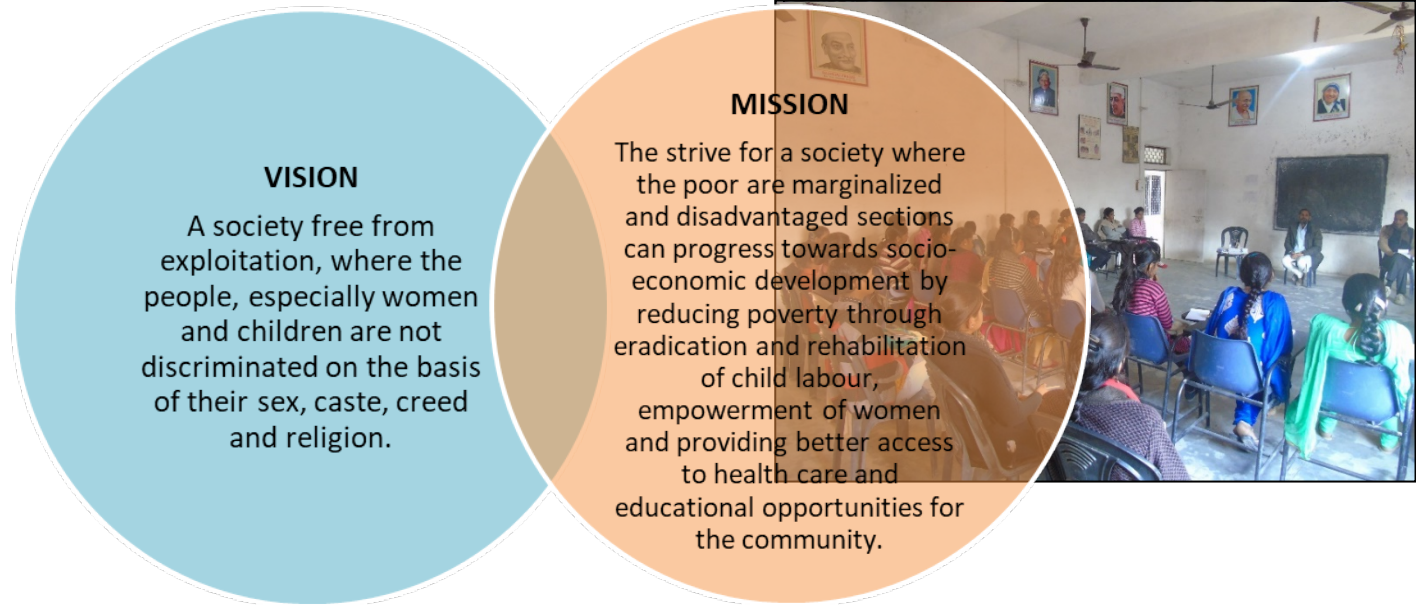 VISION
A society free from
exploitation, where the
people, especially women
and children are not
discriminated on the basis
of their sex, caste, creed
and religion.
MISSION
The strive for a society where
the poor are marginalized
and disadvantaged sections
can progress towards socio-
economic development by
reducing poverty through
eradication and rehabilitation
of child labour,
empowerment of women
and providing better access
to health care and
educational opportunities for
the community.